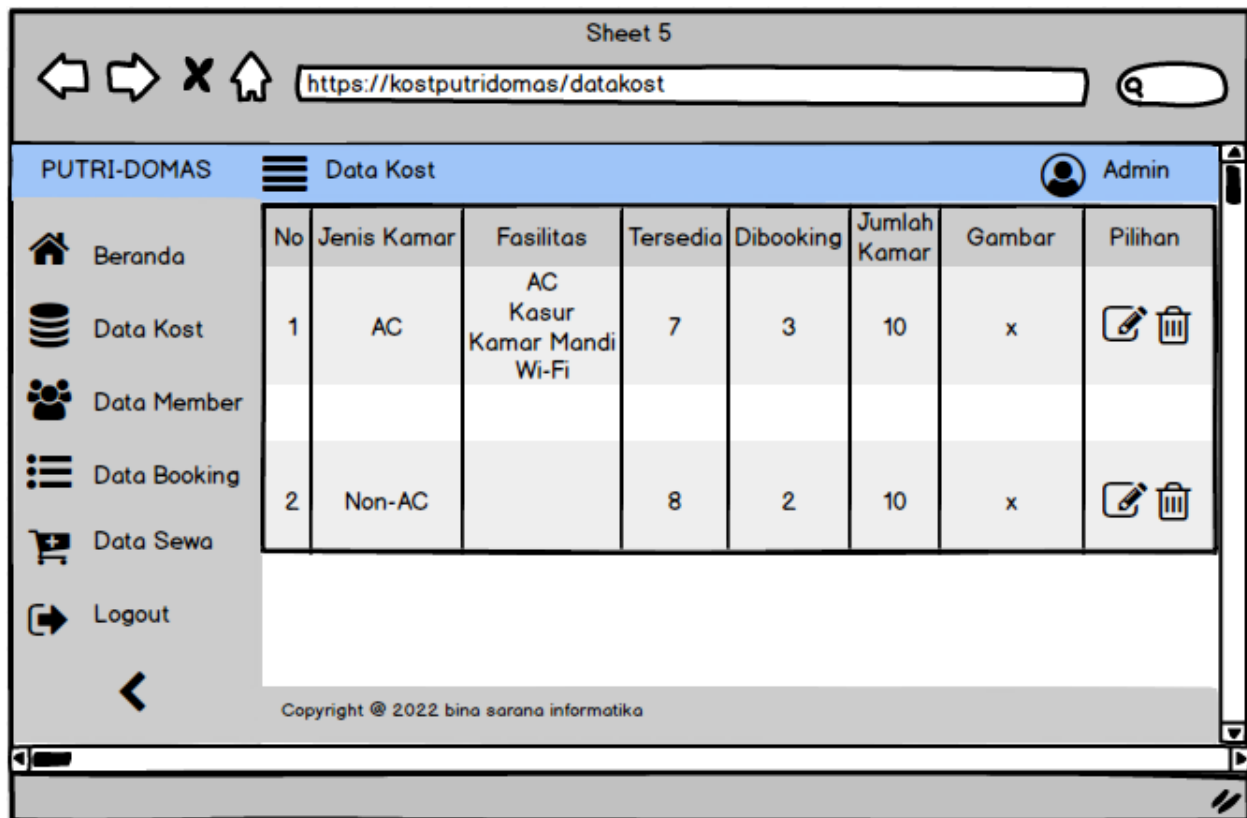 Sheet 5
https://kostputridomas/datakost
PUTRI-DOMAS
Data Kost
Admin
Beranda
Data Kost
Data Member
Data Booking
Data Sewa
Logout
No Jenis Kamar Fasilitas Tersedia Dibooking Jumlah Kamar Gambar Pilihan
1 AC AC Kasur Kamar Mandi Wi-Fi 7 3 10 x
2 Non-AC 8 2 10 x
Copyright @ 2022 bina sarana informatika